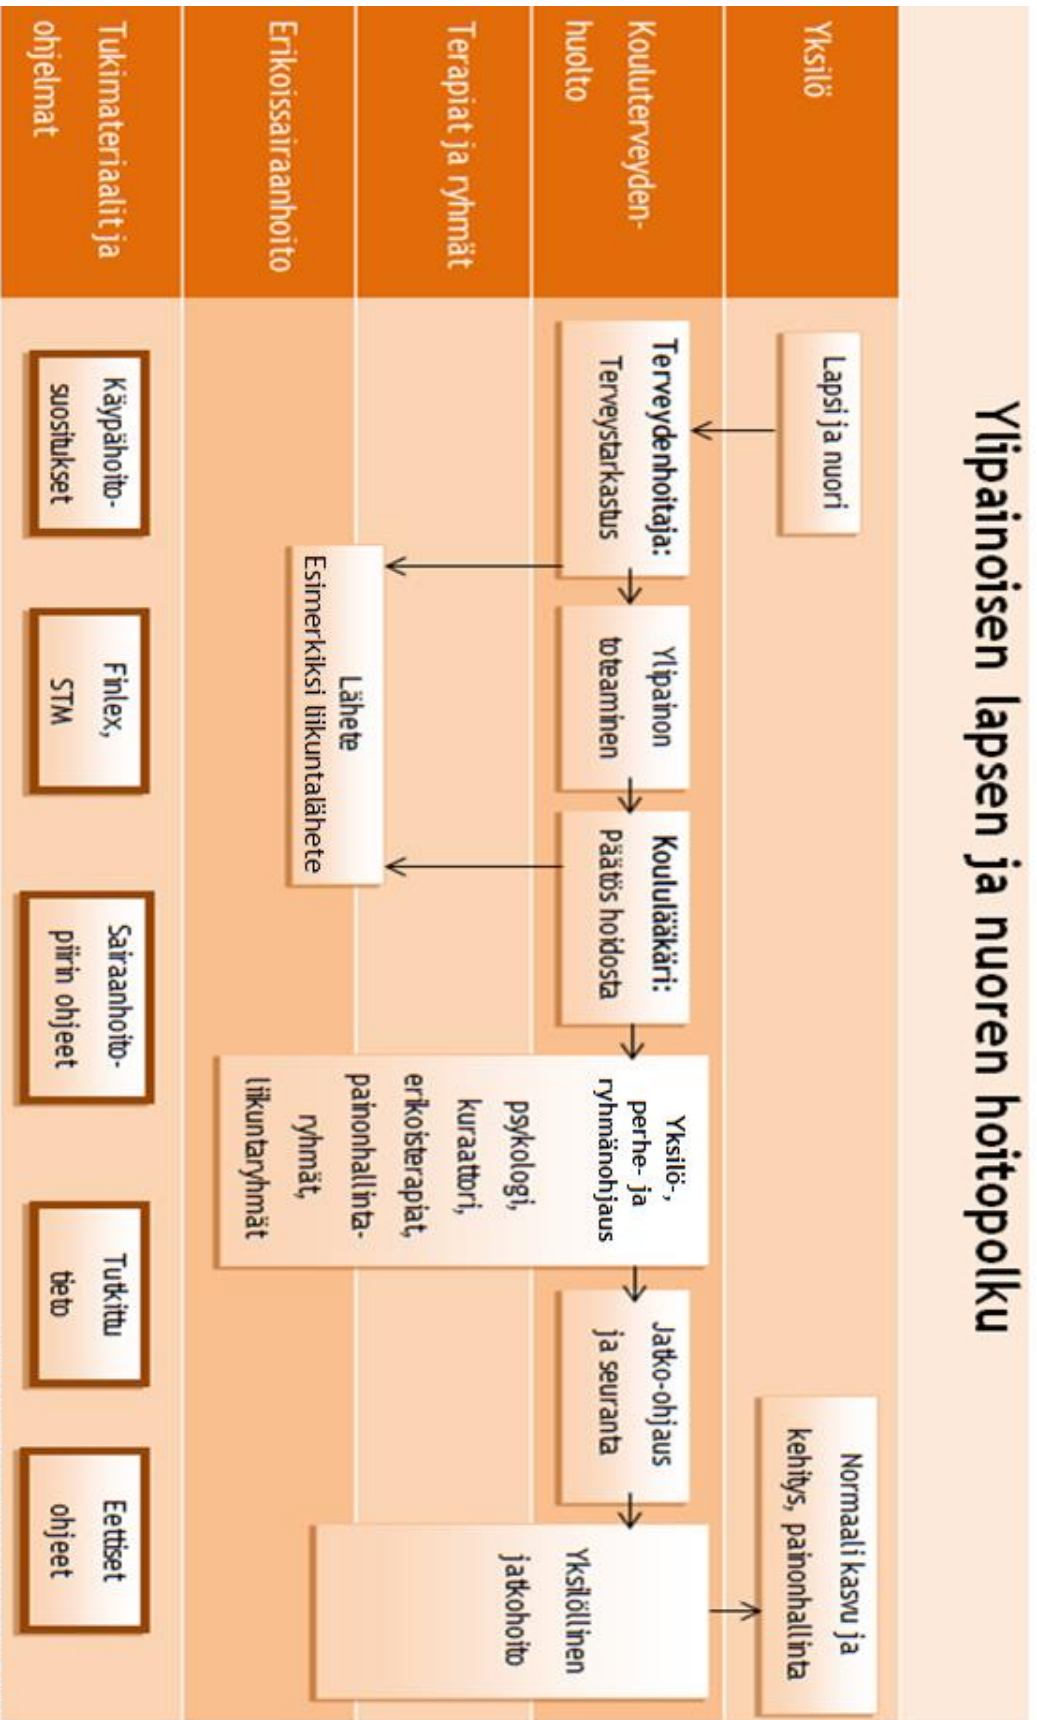 Ylipainoisen lapsen ja nuoren hoitopolku
Yksilö
Lapsi ja nuori
Normaali kasvu ja
kehitys, painonhallinta
Kouluterveyden-
huolto
Terveydenhoitaja:
Terveystarkastus
Ylipainon
toteaminen
Koululääkäri:
Päätös hoidosta
Yksilö-,
perhe- ja
ryhmänohjaus
psykologi,
kuraattori,
erikoisterapiat,
painonhallinta-
ryhmät,
liikuntaryhmät
Jatko-ohjaus
ja seuranta
Yksilöllinen
jatkohoito
Terapiat ja ryhmät
Erikoissairaanhoito
Lähete
Esimerkiksi liikuntalähete
Tukimateriaalit ja
ohjelmat
Käypähoito-
suositukset
Finlex,
STM
Sairaanhoito-
piirin ohjeet
Tutkittu
tieto
Eettiset
ohjeet